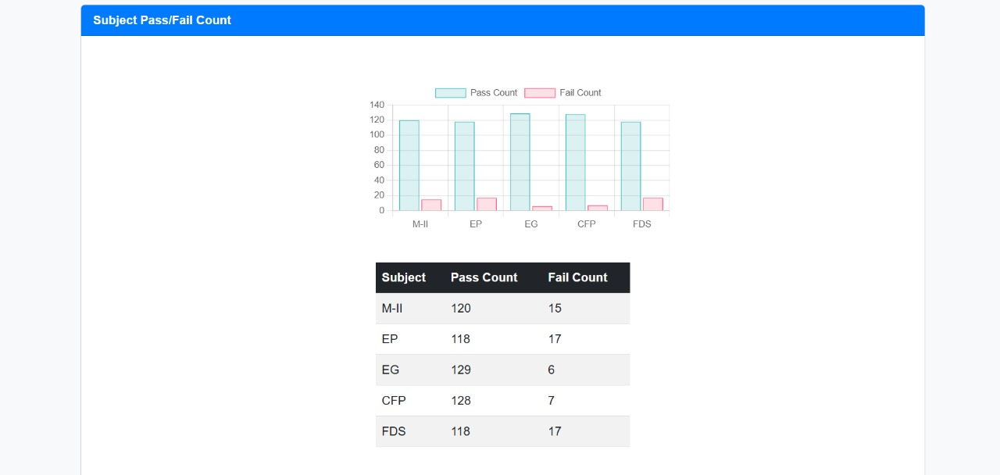 Subject Pass/Fail Count
Pass Count Fail Count
140
120
100
80
60
40
20
0
M-II EP EG CFP FDS
Subject Pass Count Fail Count
M-II 120 15
EP 118 17
EG 129 6
CFP 128 7
FDS 118 17